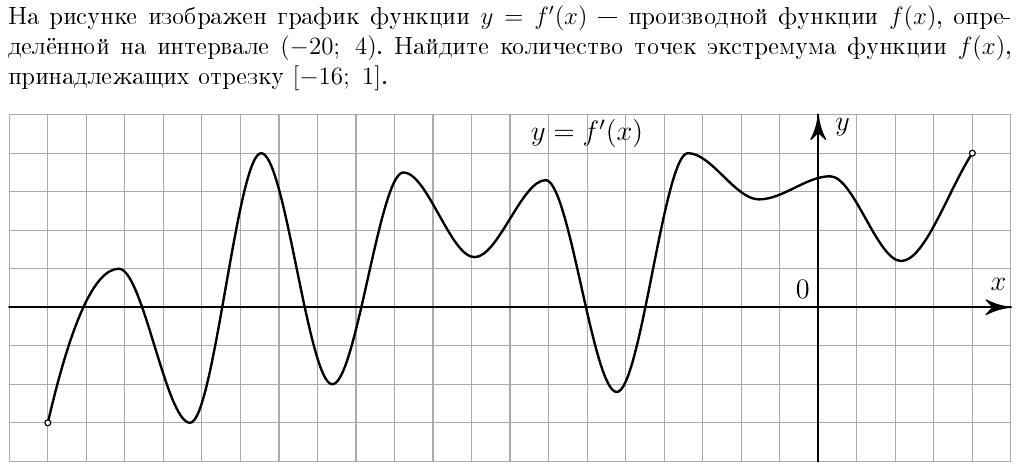 На рисунке изображен график функции y = f′(x) — производной функции f(x), опре-
делённой на интервале (−20; 4). Найдите количество точек экстремума функции f(x),
принадлежащих отрезку [−16; 1].
y = f′(x)
y
0
x